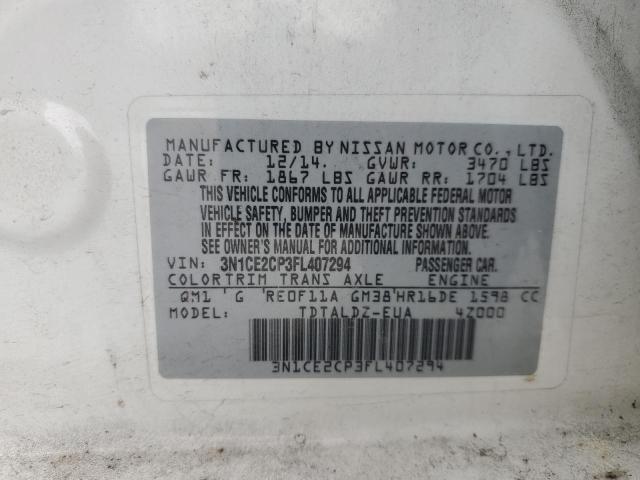 MANUFACTURED BY NISSAN MOTOR CO., LTD.
DATE: 12/14. GVWR: 3470 LBS
GAWR FR: 1867 LBS GAWR RR: 1704 LBS
THIS VEHICLE CONFORMS TO ALL APPLICABLE FEDERAL MOTOR
VEHICLE SAFETY, BUMPER AND THEFT PREVENTION STANDARDS
IN EFFECT ON THE DATE OF MANUFACTURE SHOWN ABOVE.
SEE OWNER'S MANUAL FOR ADDITIONAL INFORMATION.
VIN: 3N1CE2CP3FL407294 PASSENGER CAR.
COLOR TRIM TRANS AXLE ENGINE
QM1 'G 'RE0F11A GM38'HR16DE 1598 CC
MODEL: TDTALDZ-EUA 4Z000
3N1CE2CP3FL407294